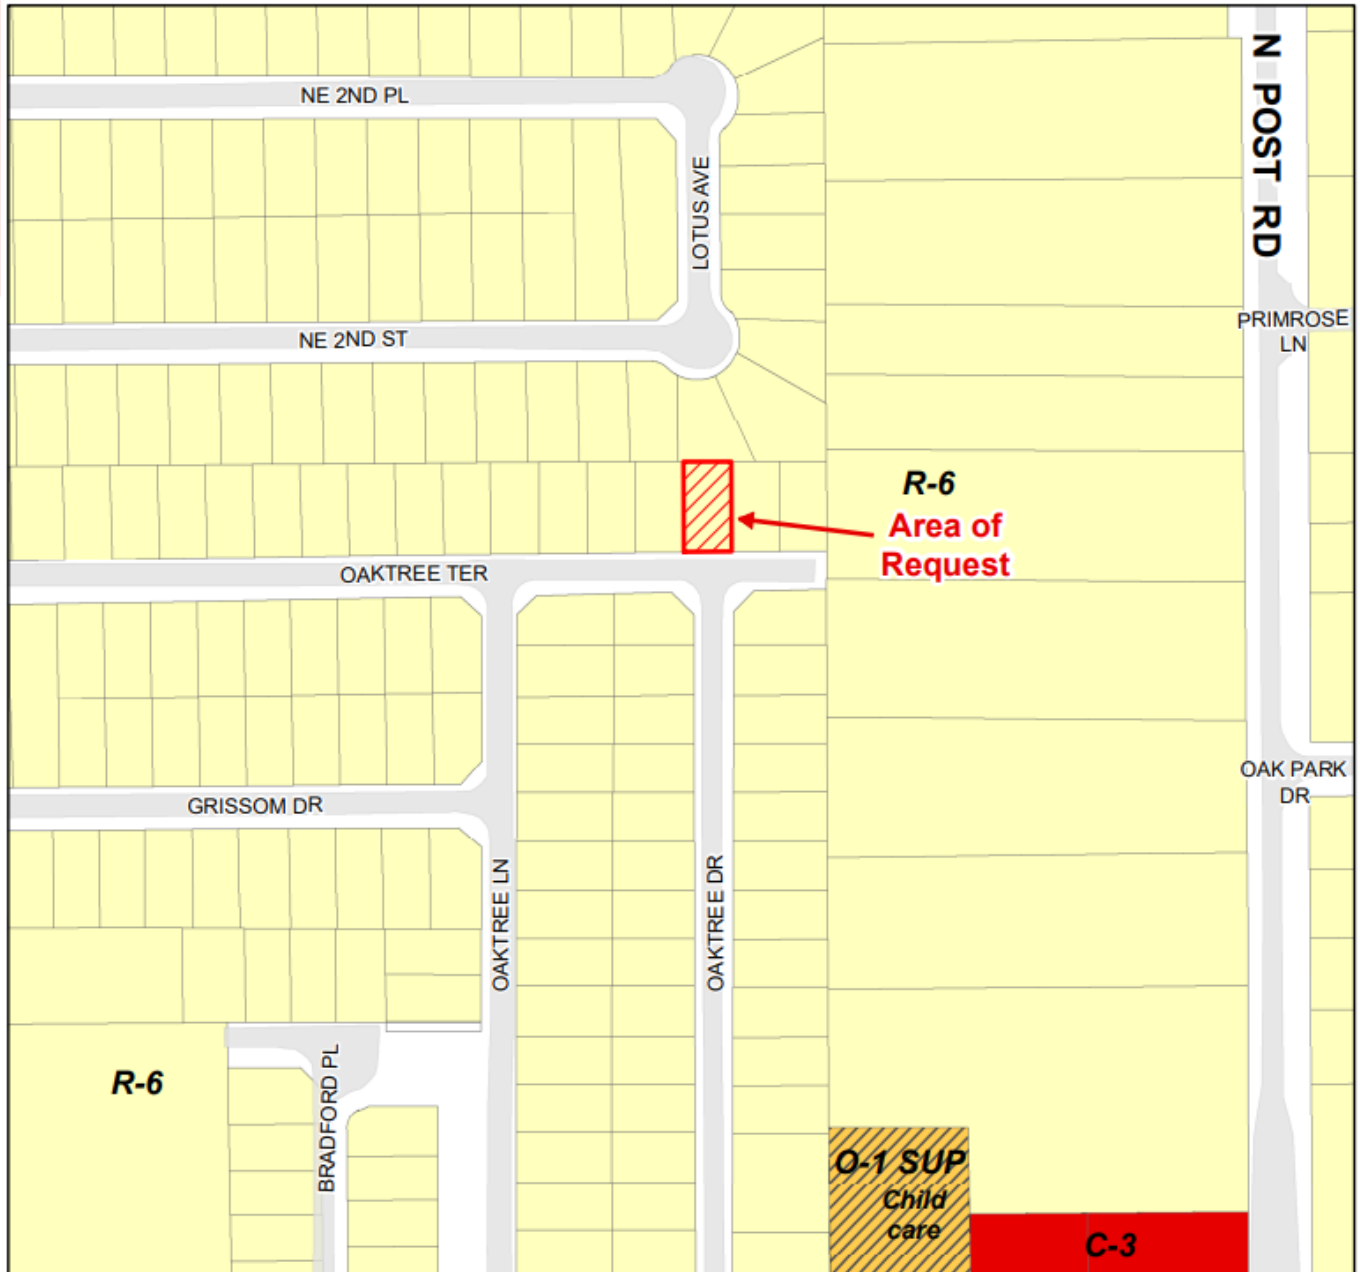 N POST RD
NE 2ND PL
LOTUS AVE
PRIMROSE
LN
NE 2ND ST
R-6
Area of
Request
OAKTREE TER
OAK PARK
DR
GRISSOM DR
OAKTREE LN
OAKTREE DR
R-6
BRADFORD PL
O-1 SUP
Child
care
C-3